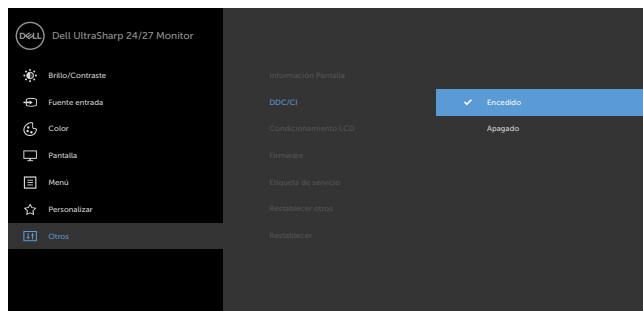 DELL Dell UltraSharp 24/27 Monitor
Brillo/Contraste
Fuente entrada
Color
Pantalla
Menú
Personalizar
Otros
Información Pantalla
DDC/CI
Condicionamiento LCD
Firmware
Etiqueta de servicio
Restablecer otros
Restablecer
Encedido
Apagado